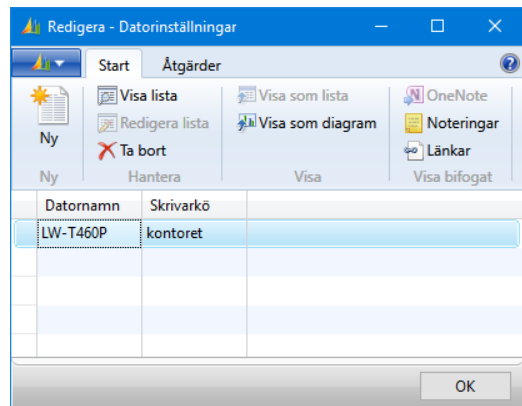 Redigera - Datorinställningar
Start Åtgärder
Visa lista Visa som lista OneNote
Ny Redigera lista Visa som diagram Noteringar
Ta bort Länkar
Ny Hantera Visa Visa bifogat
Datornamn Skrivarkö
LW-T460P kontoret
OK